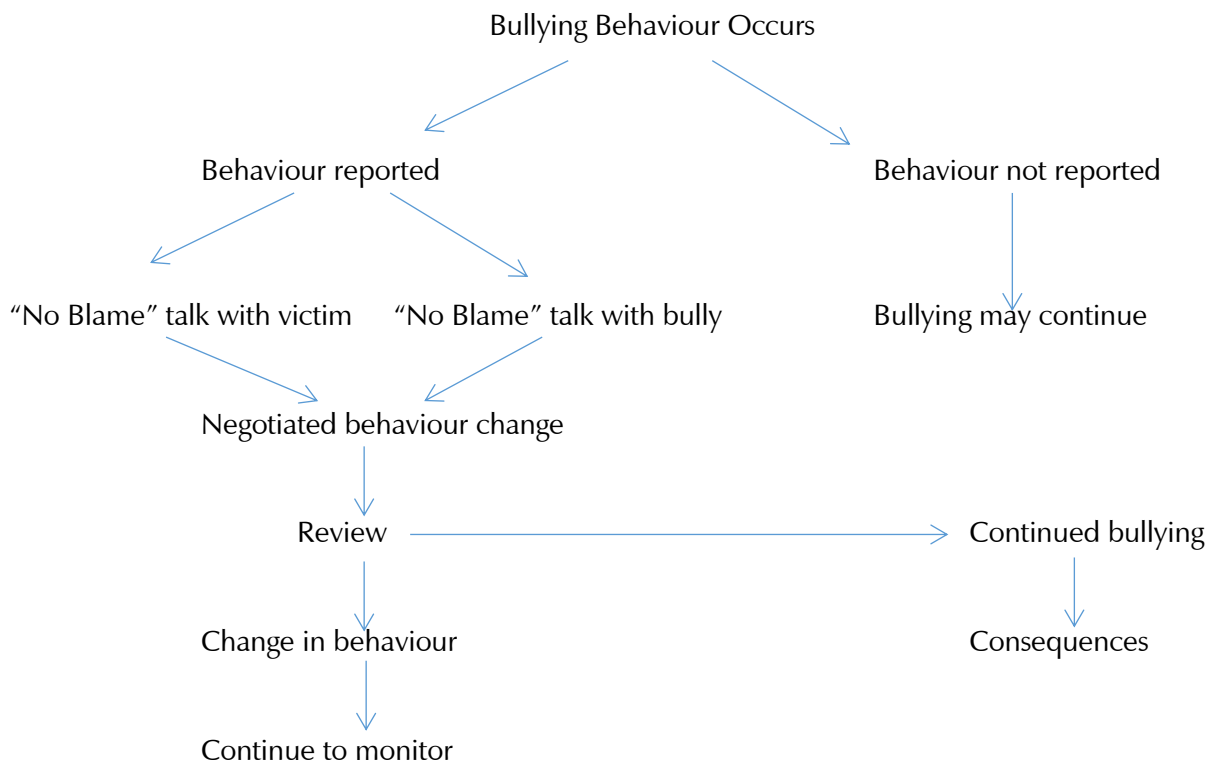 Bullying Behaviour Occurs
Behaviour reported
Behaviour not reported
“No Blame” talk with victim
“No Blame” talk with bully
Bullying may continue
Negotiated behaviour change
Review
Continued bullying
Change in behaviour
Consequences
Continue to monitor